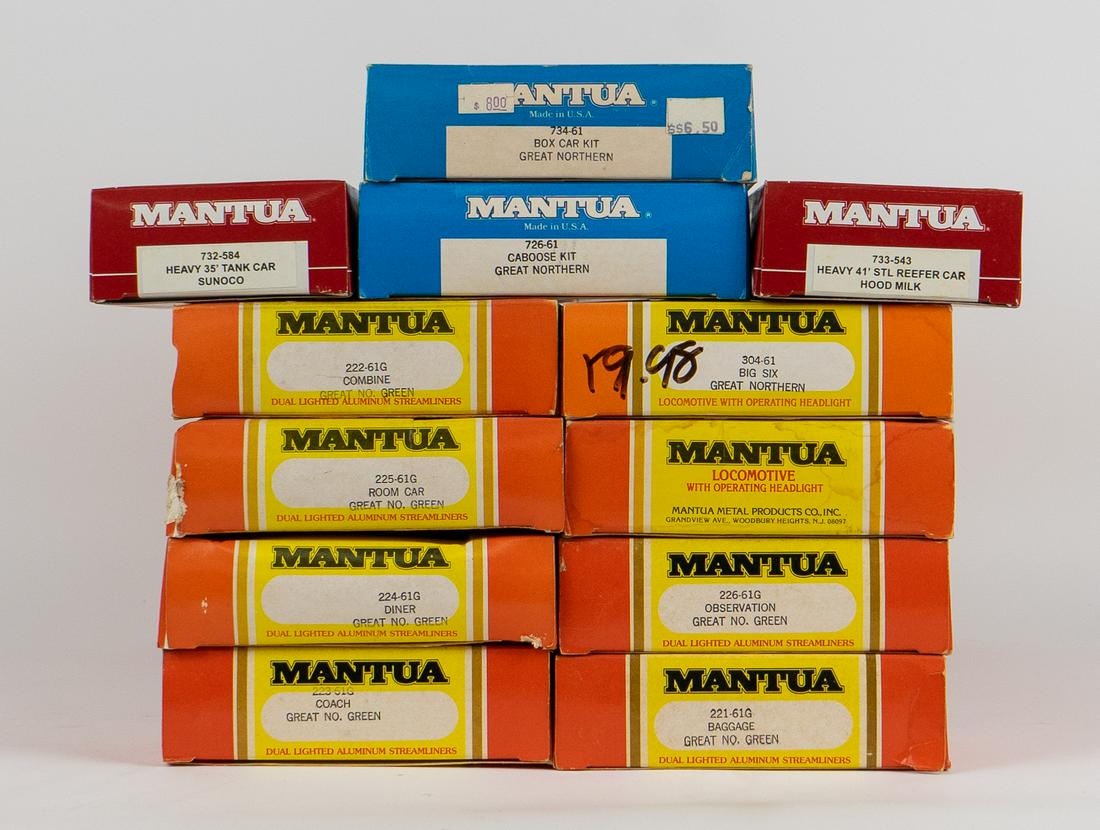 $ 8.00
MANTUA
Made in U.S.A.
$$6.50
734-61
BOX CAR KIT
GREAT NORTHERN
MANTUA
732-584
HEAVY 35' TANK CAR
SUNOCO
MANTUA
Made in U.S.A.
726-61
CABOOSE KIT
GREAT NORTHERN
MANTUA
733-543
HEAVY 41' STL REEFER CAR
HOOD MILK
MANTUA
222-61G
COMBINE
GREAT NO. GREEN
DUAL LIGHTED ALUMINUM STREAMLINERS
MANTUA
19.98
304-61
BIG SIX
GREAT NORTHERN
LOCOMOTIVE WITH OPERATING HEADLIGHT
MANTUA
225-61G
ROOM CAR
GREAT NO. GREEN
DUAL LIGHTED ALUMINUM STREAMLINERS
MANTUA
LOCOMOTIVE
WITH OPERATING HEADLIGHT
MANTUA METAL PRODUCTS CO., INC.
GRANDVIEW AVE., WOODBURY HEIGHTS, N.J. 08097
MANTUA
224-61G
DINER
GREAT NO. GREEN
DUAL LIGHTED ALUMINUM STREAMLINERS
MANTUA
226-61G
OBSERVATION
GREAT NO. GREEN
DUAL LIGHTED ALUMINUM STREAMLINERS
MANTUA
223-61G
COACH
GREAT NO. GREEN
DUAL LIGHTED ALUMINUM STREAMLINERS
MANTUA
221-61G
BAGGAGE
GREAT NO. GREEN
DUAL LIGHTED ALUMINUM STREAMLINERS